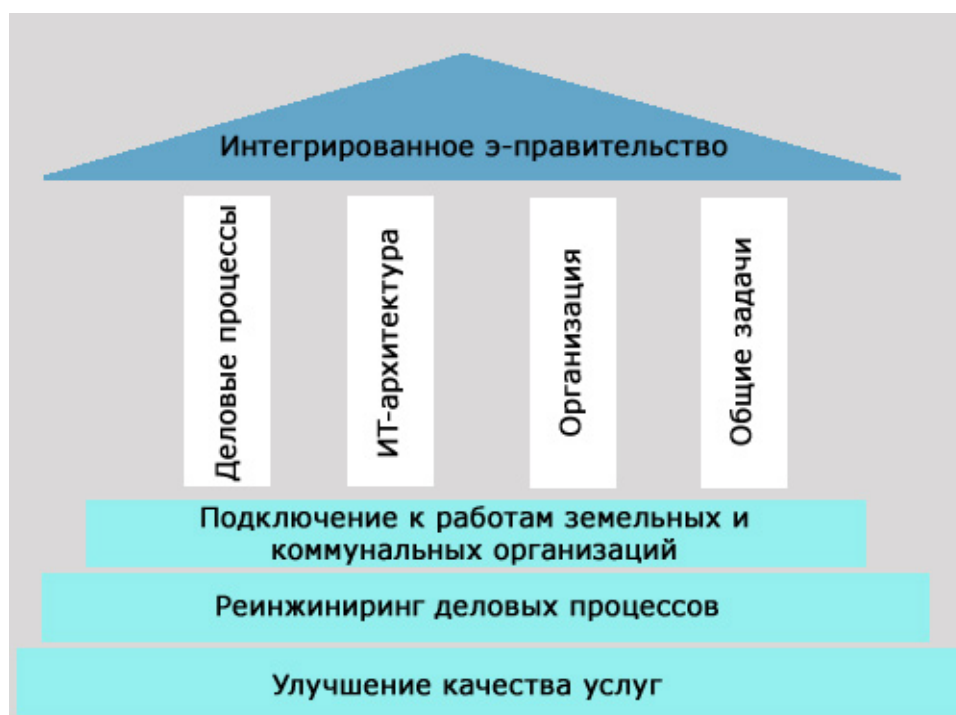 Интегрированное э-правительство
Деловые процессы
ИТ-архитектура
Организация
Общие задачи
Подключение к работам земельных и
коммунальных организаций
Реинжиниринг деловых процессов
Улучшение качества услуг